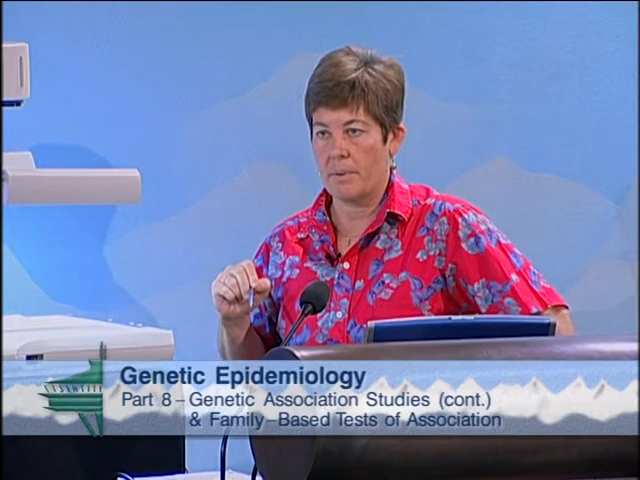 Genetic Epidemiology
Part 8 – Genetic Association Studies (cont.)
& Family–Based Tests of Association